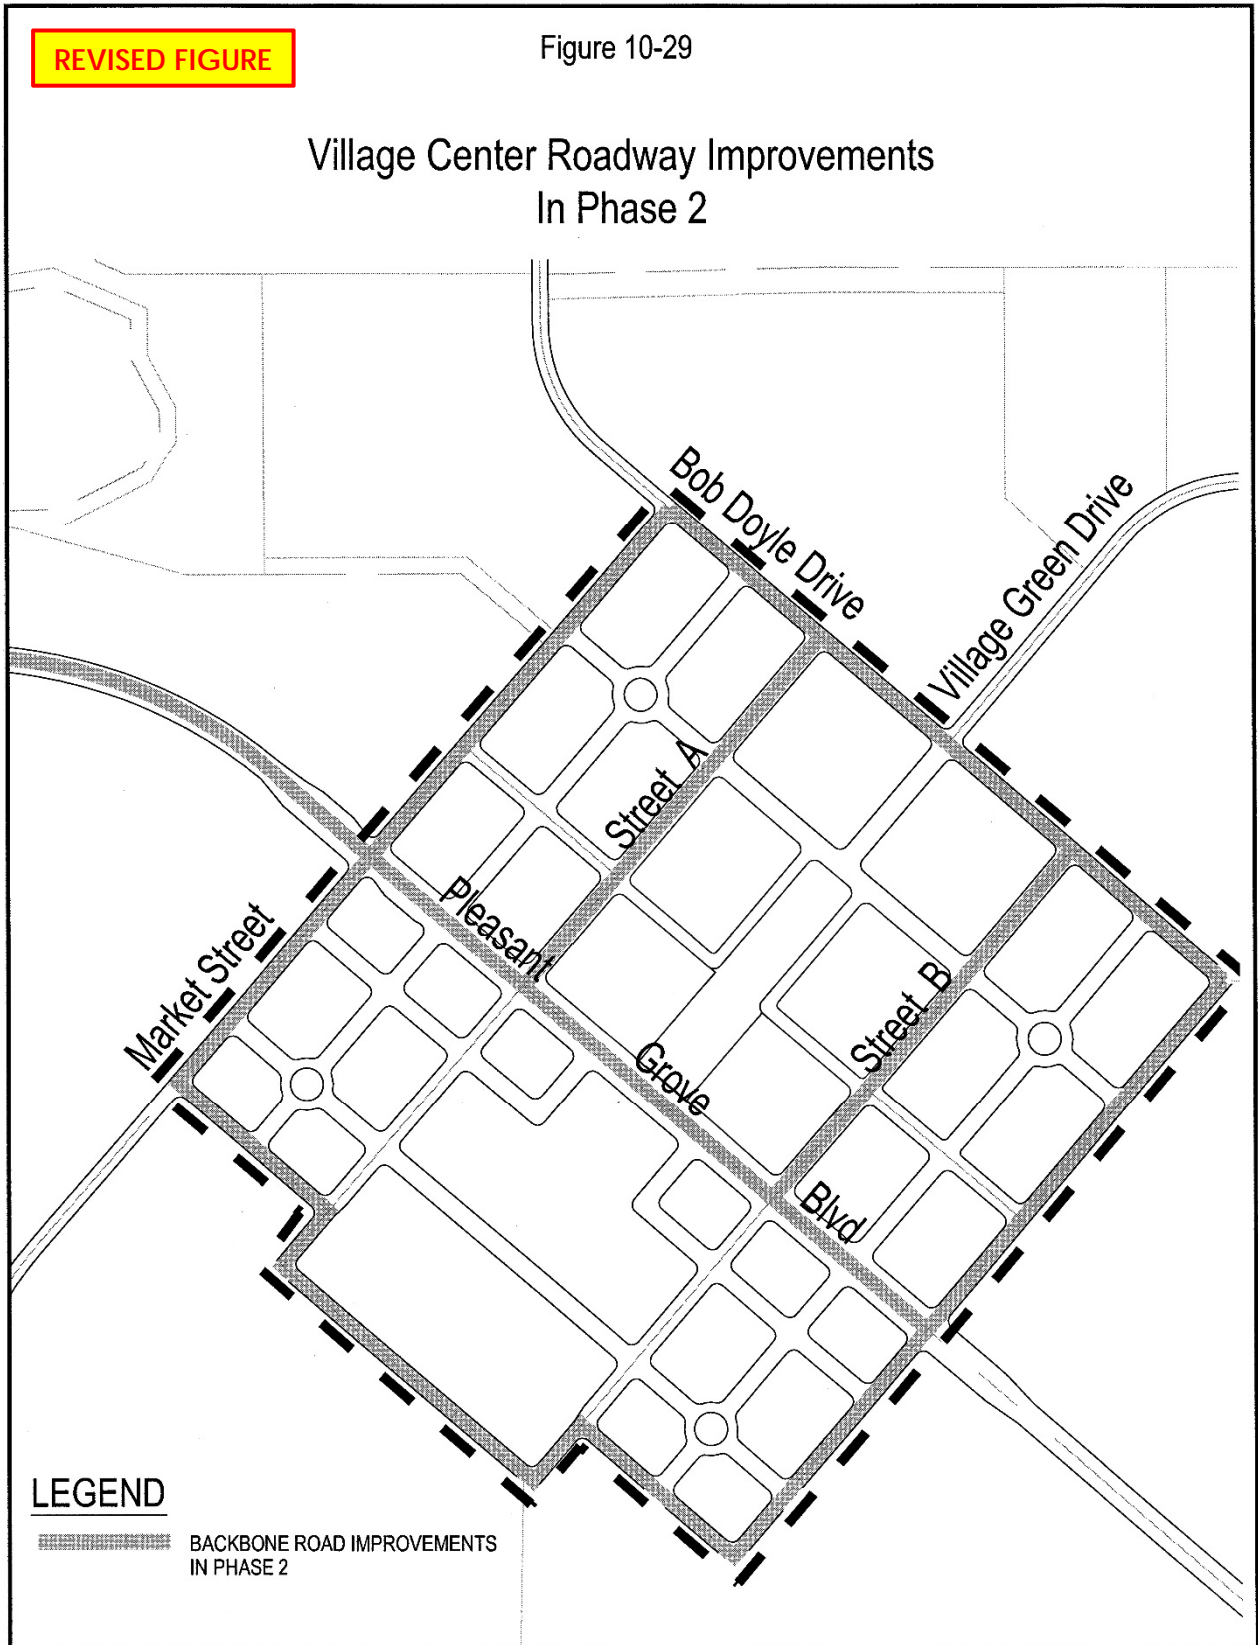 REVISED FIGURE
Figure 10-29
Village Center Roadway Improvements
In Phase 2
Bob Doyle Drive
Village Green Drive
Street A
Pleasant
Market Street
Street B
Grove
Blvd
LEGEND
BACKBONE ROAD IMPROVEMENTS
IN PHASE 2